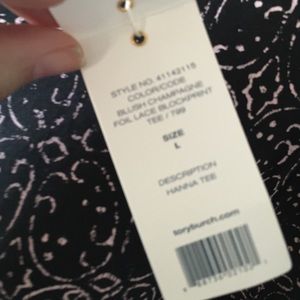 STYLE NO. 41142115
COLOR/CODE
BLUSH CHAMPAGNE
FOIL LACE BLOCKPRINT
TEE / 799
SIZE
L
DESCRIPTION
HANNA TEE
toryburch.com